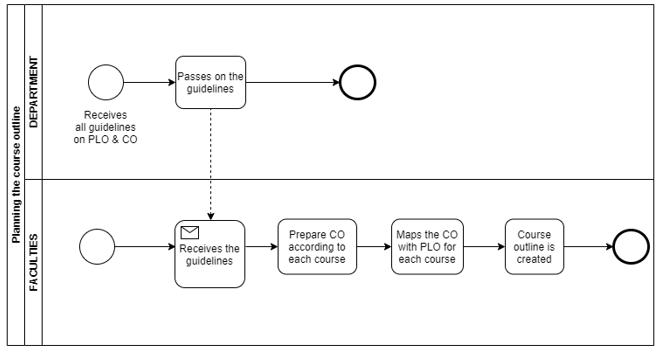 Planning the course outline
DEPARTMENT
Receives
all guidelines
on PLO & CO
Passes on the
guidelines
FACULTIES
Receives the
guidelines
Prepare CO
according to
each course
Maps the CO
with PLO for
each course
Course
outline is
created